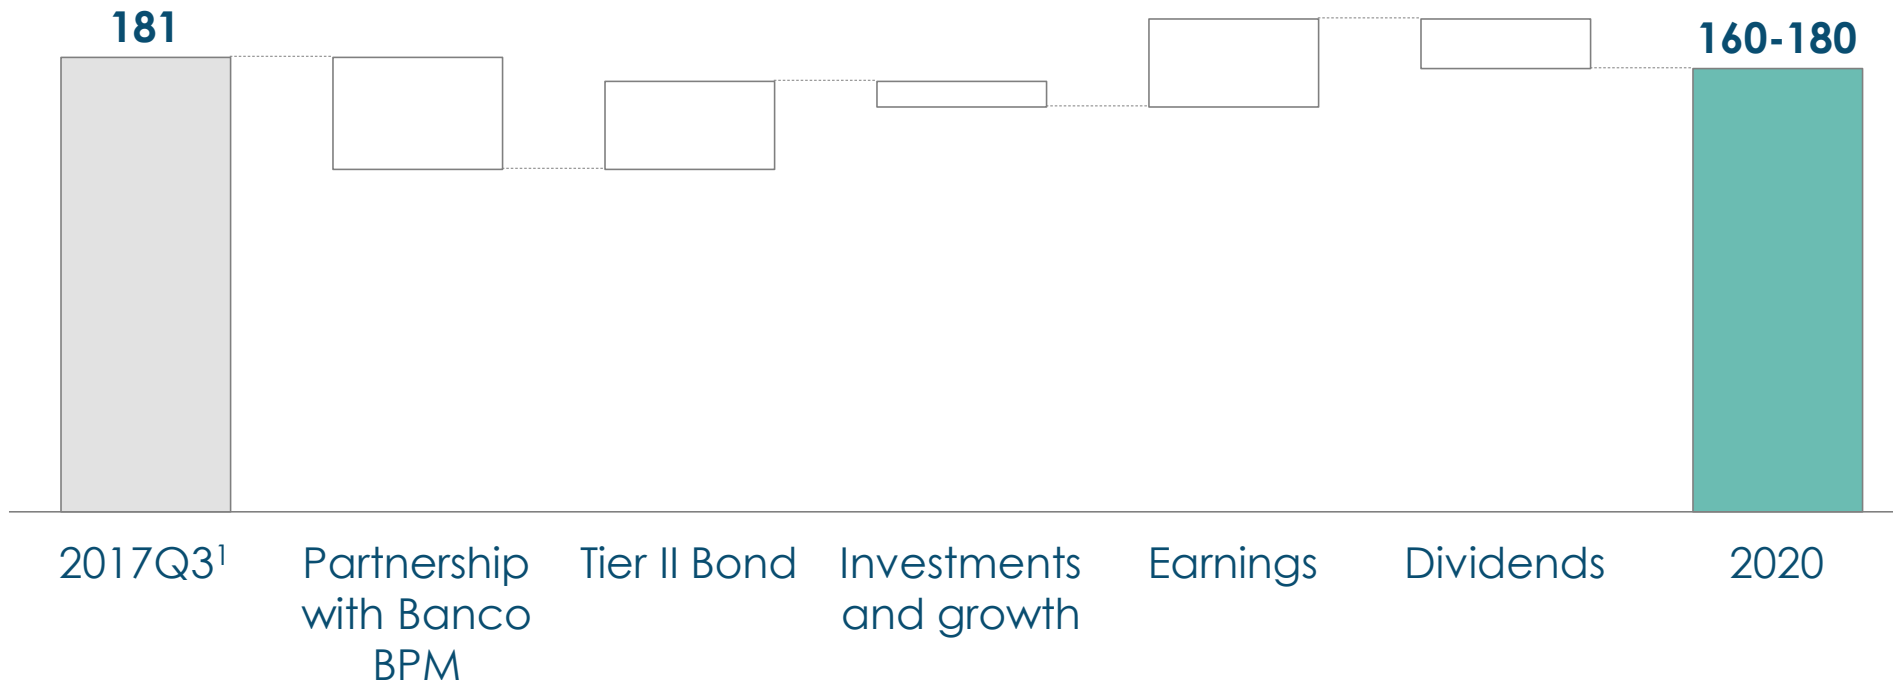 181
160-180
2017Q3¹
Partnership
with Banco
BPM
Tier II Bond
Investments
and growth
Earnings
Dividends
2020